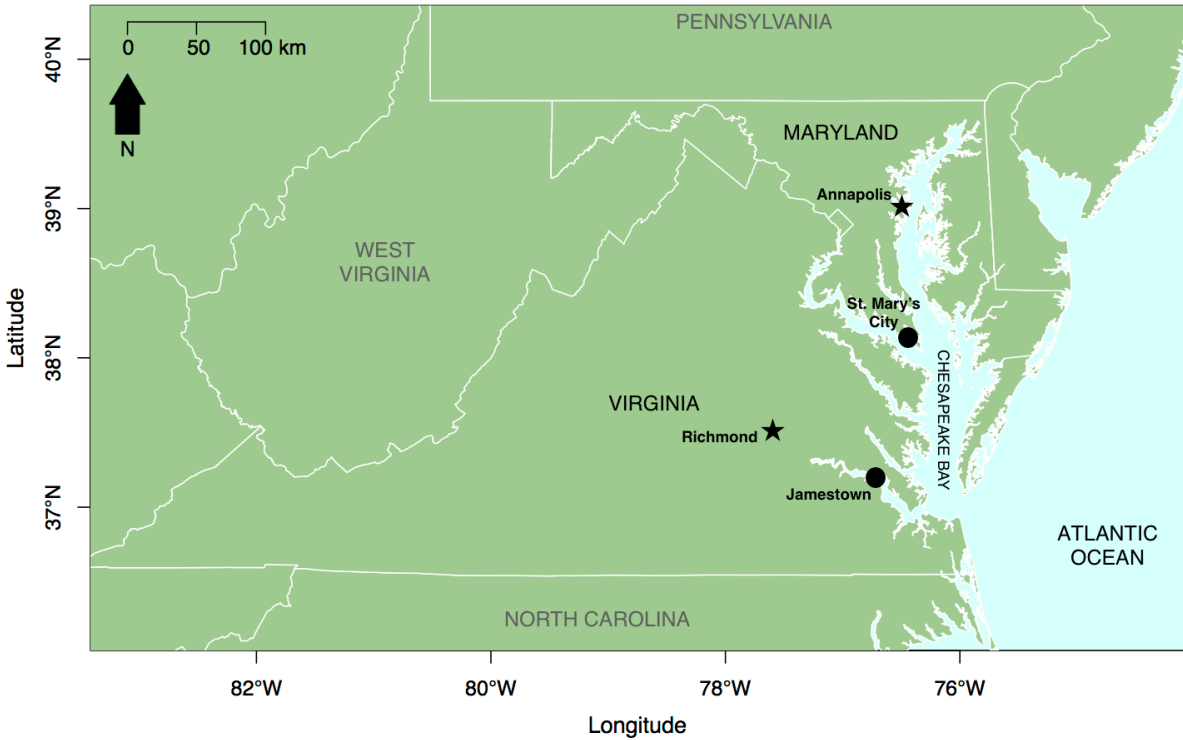 PENNSYLVANIA
0 50 100 km
N
MARYLAND
Annapolis
WEST
VIRGINIA
St. Mary's
City
CHESAPEAKE BAY
VIRGINIA
Richmond
Jamestown
ATLANTIC
OCEAN
NORTH CAROLINA
40°N
39°N
38°N
37°N
Latitude
82°W 80°W 78°W 76°W
Longitude